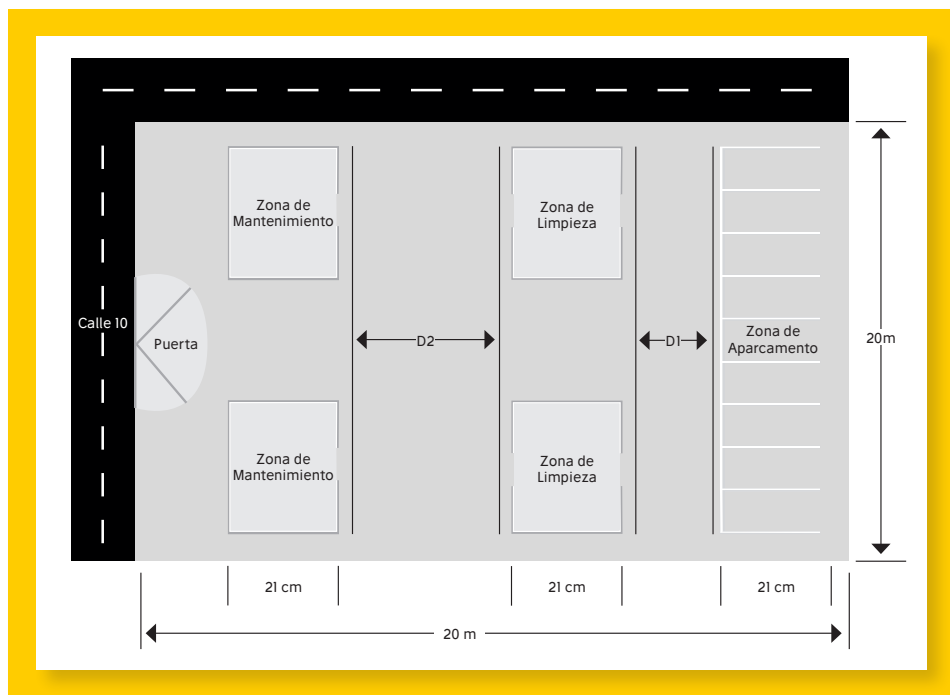 Zona de
Mantenimiento
Zona de
Limpieza
Calle 10
Puerta
D2
D1
Zona de
Aparcamento
20m
Zona de
Mantenimiento
Zona de
Limpieza
21 cm
21 cm
21 cm
20 m